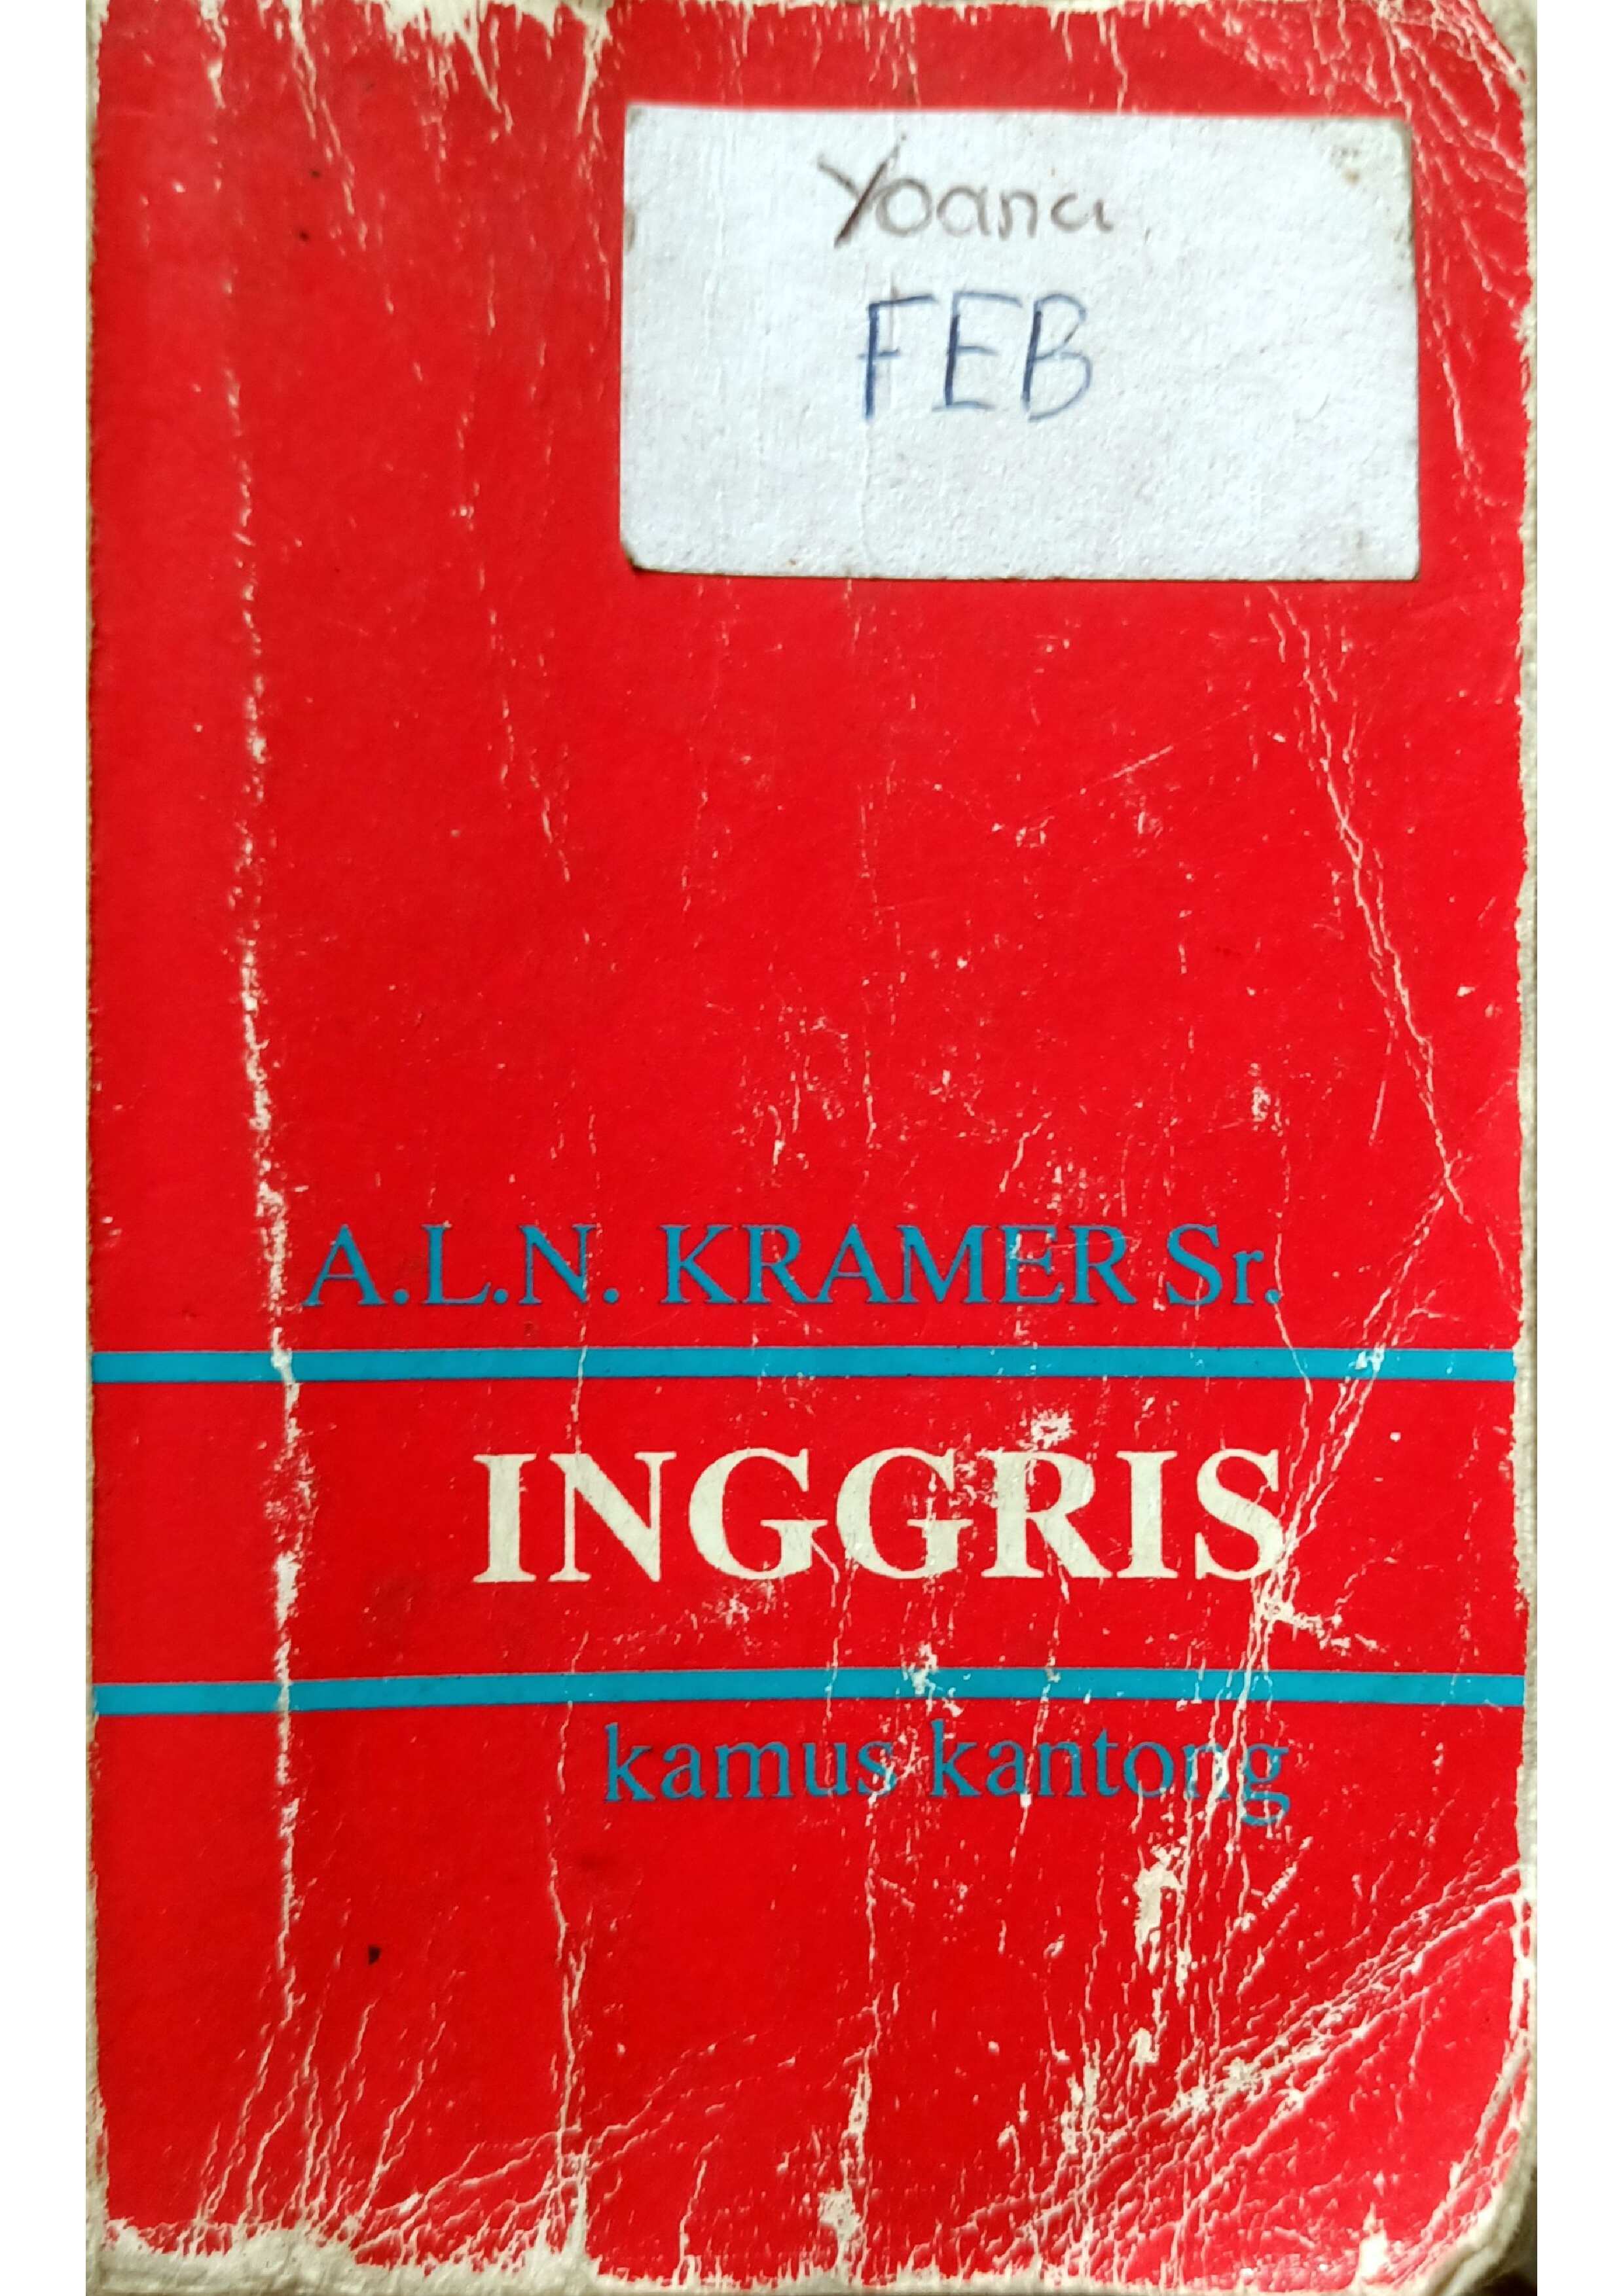 Yoana
FEB
A.L.N. KRAMER Sr.
INGGRIS
kamus kantong